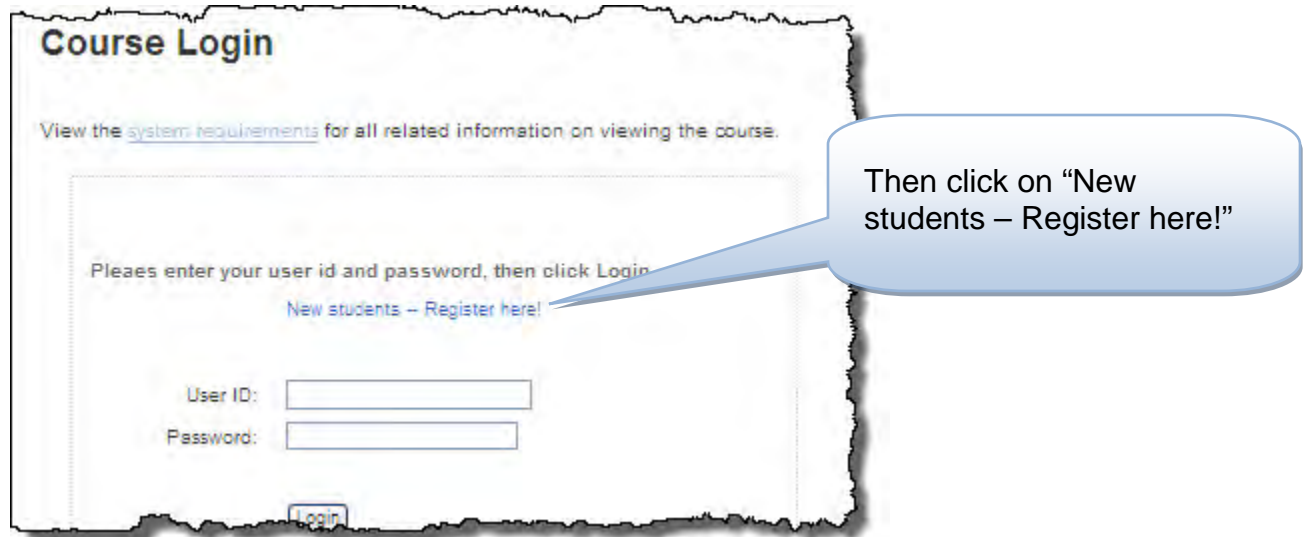 Course Login
View the system requirements for all related information on viewing the course.
Then click on “New
students – Register here!”
Pleaes enter your user id and password, then click Login
New students – Register here!
User ID:
Password:
Login